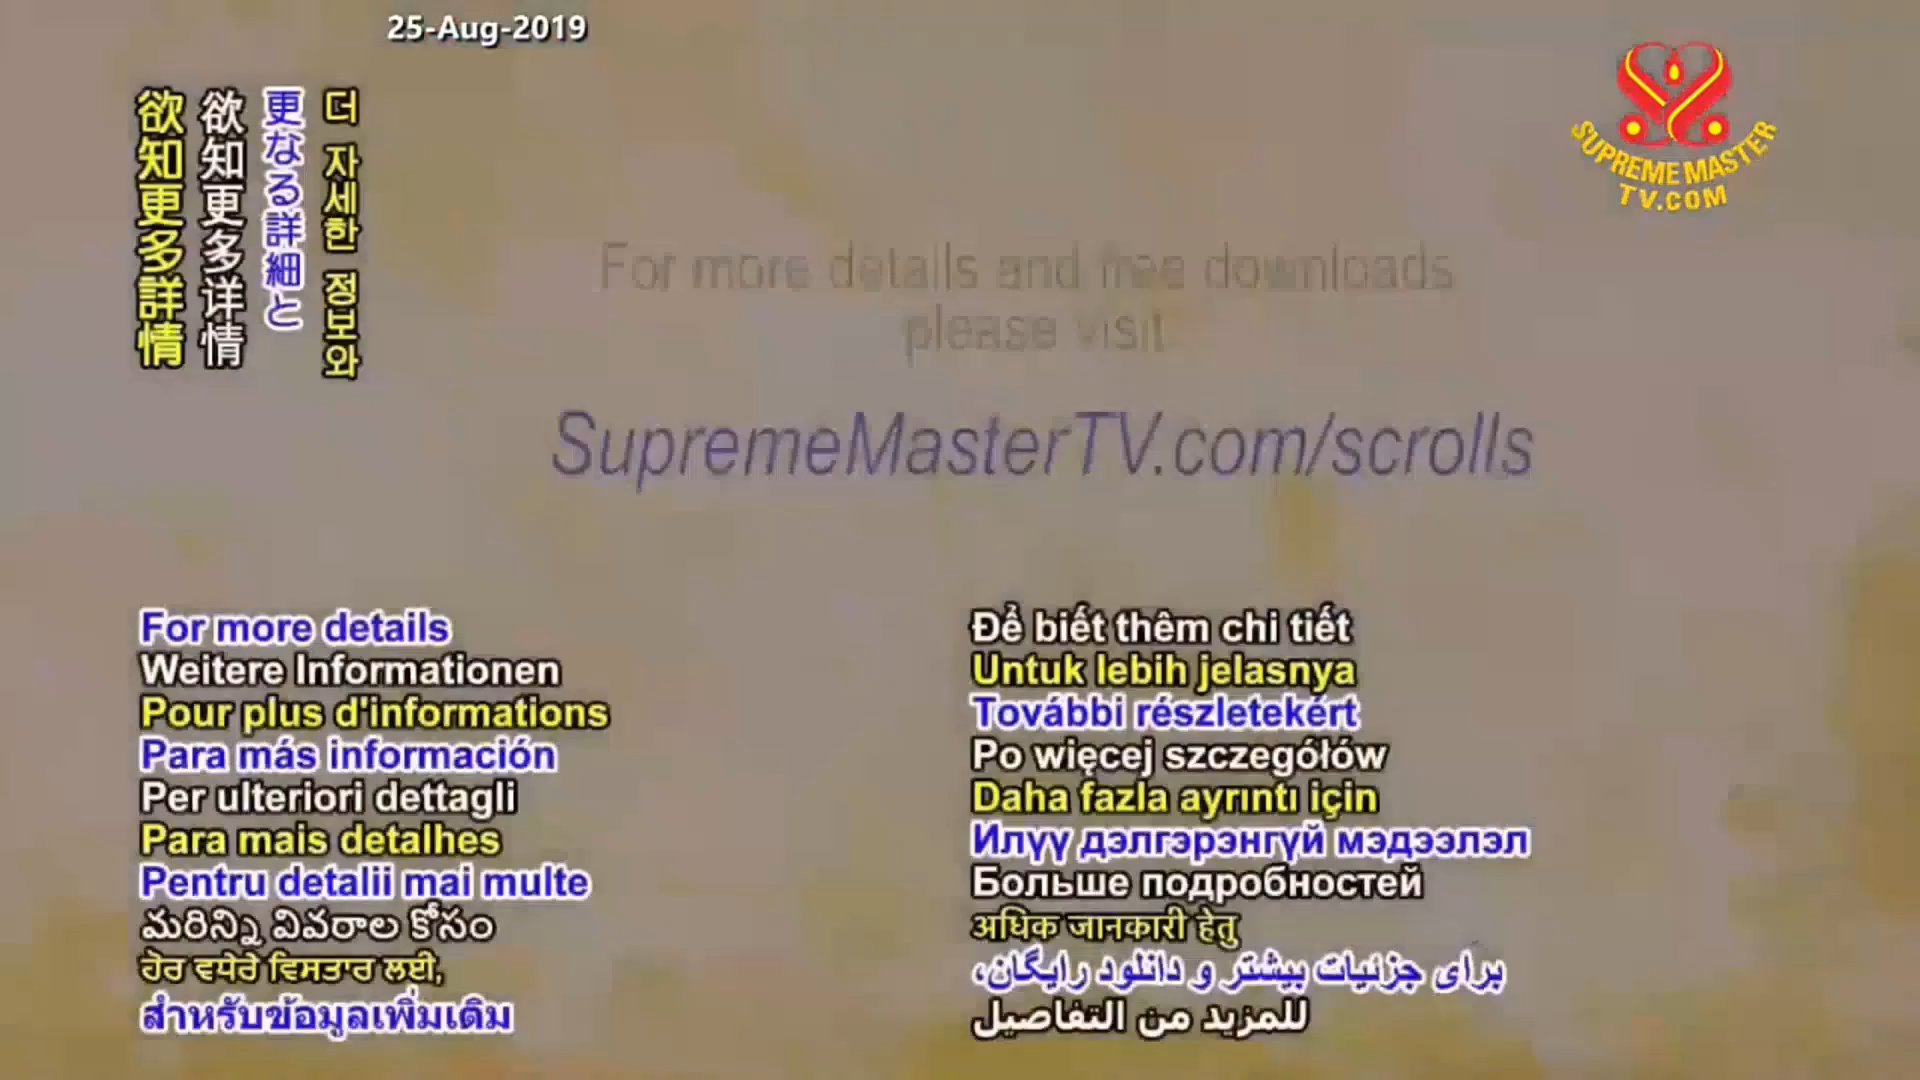 25-Aug-2019
欲知更多詳情
欲知更多详情
更なる詳細と
더 자세한 정보와
SUPREME MASTER
TV.COM
For more details and free downloads
please visit
SupremeMasterTV.com/scrolls
For more details
Weitere Informationen
Pour plus d'informations
Para más información
Per ulteriori dettagli
Para mais detalhes
Pentru detalii mai multe
మరిన్ని వివరాల కోసం
ਹੋਰ ਵਧੇਰੇ ਵਿਸਤਾਰ ਲਈ,
สำหรับข้อมูลเพิ่มเติม
Để biết thêm chi tiết
Untuk lebih jelasnya
További részletekért
Po więcej szczegółów
Daha fazla ayrıntı için
Илүү дэлгэрэнгүй мэдээлэл
Больше подробностей
अधिक जानकारी हेतु
برای جزئیات بیشتر و دانلود رایگان،
للمزيد من التفاصيل